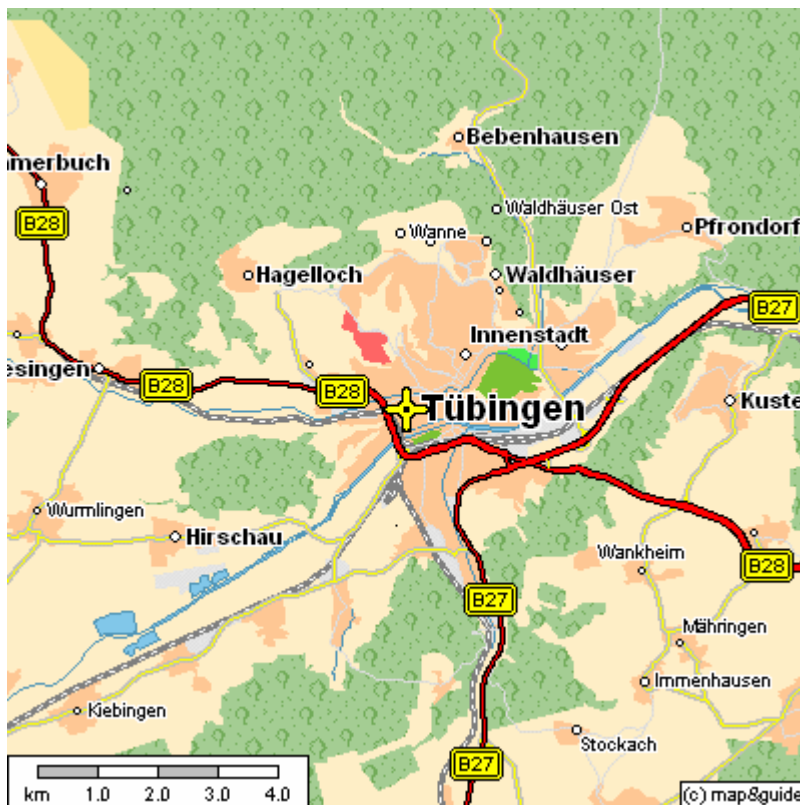 Bebenhausen
merbuch
Waldhäuser Ost
B28
Wanne
Pfrondorf
Hagelloch
Waldhäuser
B27
Innenstadt
esingen
B28
B28
Tübingen
Kuste
Wurmlingen
Hirschau
Wankheim
B28
B27
Mähringen
Immenhausen
Kiebingen
Stockach
B27
km 1.0 2.0 3.0 4.0
(c) map&guide